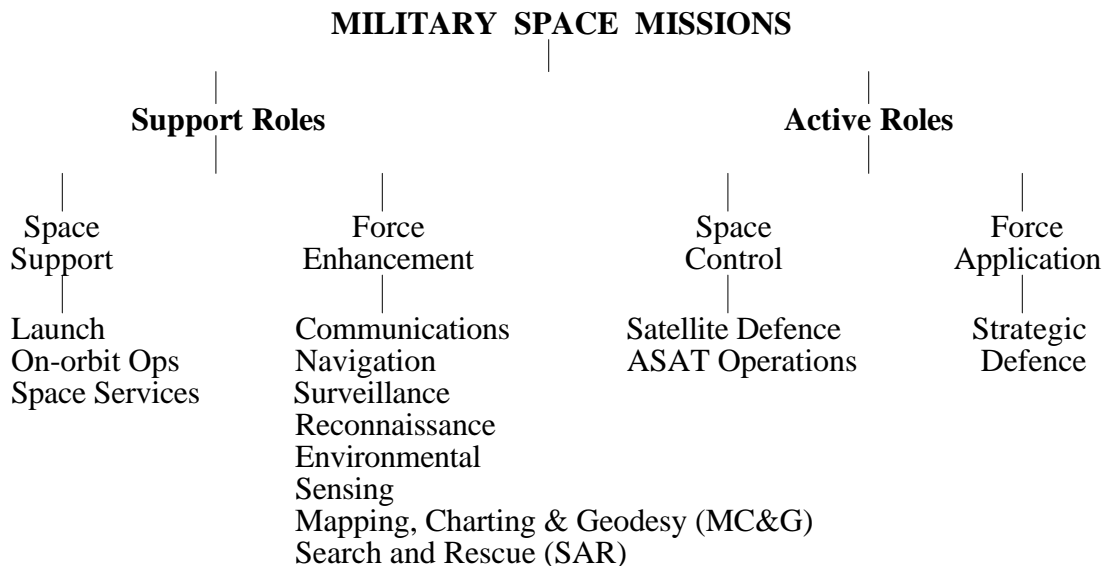 MILITARY SPACE MISSIONS
Support Roles
Active Roles
Space
Support
Force
Enhancement
Space
Control
Force
Application
Launch
On-orbit Ops
Space Services
Communications
Navigation
Surveillance
Reconnaissance
Environmental
Sensing
Mapping, Charting & Geodesy (MC&G)
Search and Rescue (SAR)
Satellite Defence
ASAT Operations
Strategic
Defence